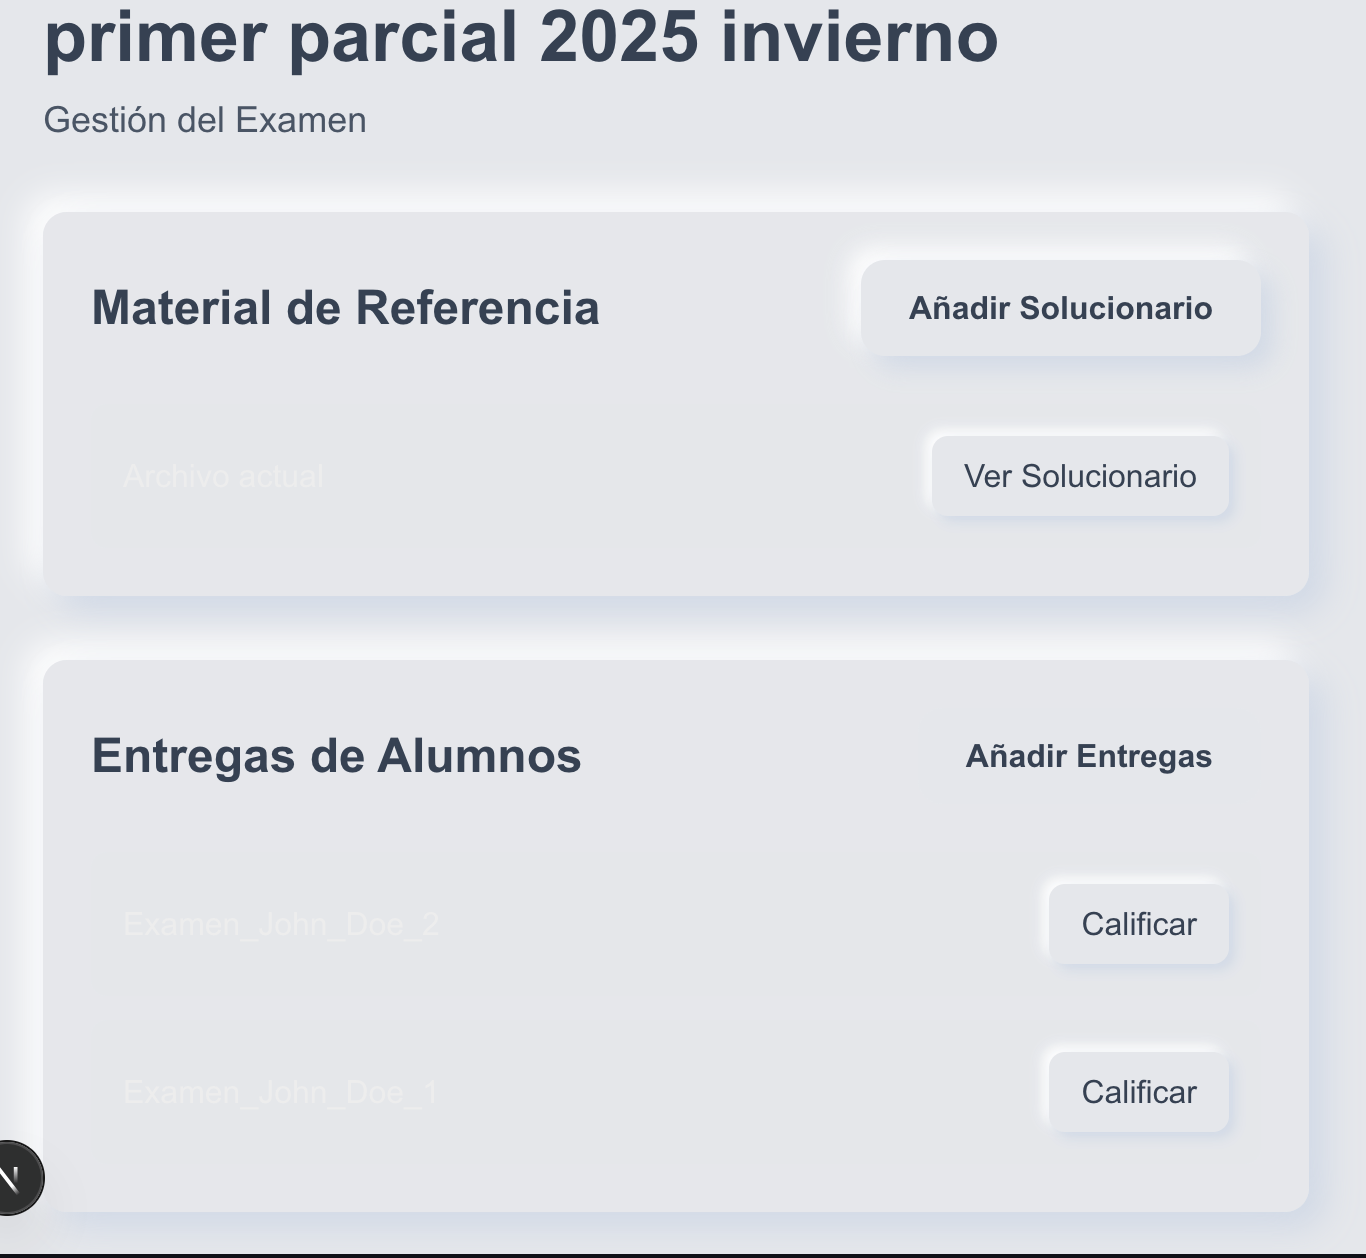 primer parcial 2025 invierno
Gestión del Examen
Material de Referencia
Añadir Solucionario
Archivo actual
Ver Solucionario
Entregas de Alumnos
Añadir Entregas
Examen_John_Doe_2
Calificar
Examen_John_Doe_1
Calificar
N